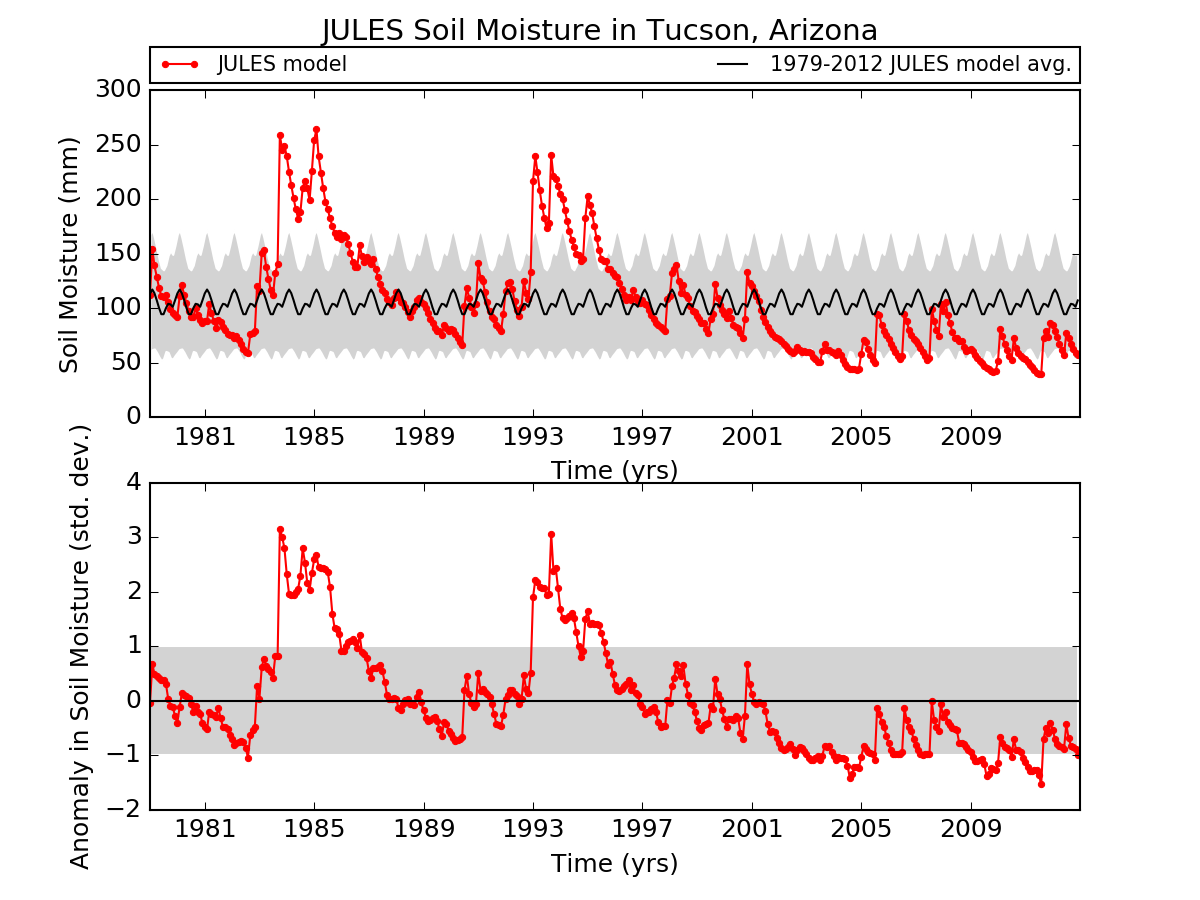 JULES Soil Moisture in Tucson, Arizona
JULES model
1979-2012 JULES model avg.
Soil Moisture (mm)
300
250
200
150
100
50
0
1981 1985 1989 1993 1997 2001 2005 2009
Time (yrs)
Anomaly in Soil Moisture (std. dev.)
4
3
2
1
0
−1
−2
1981 1985 1989 1993 1997 2001 2005 2009
Time (yrs)